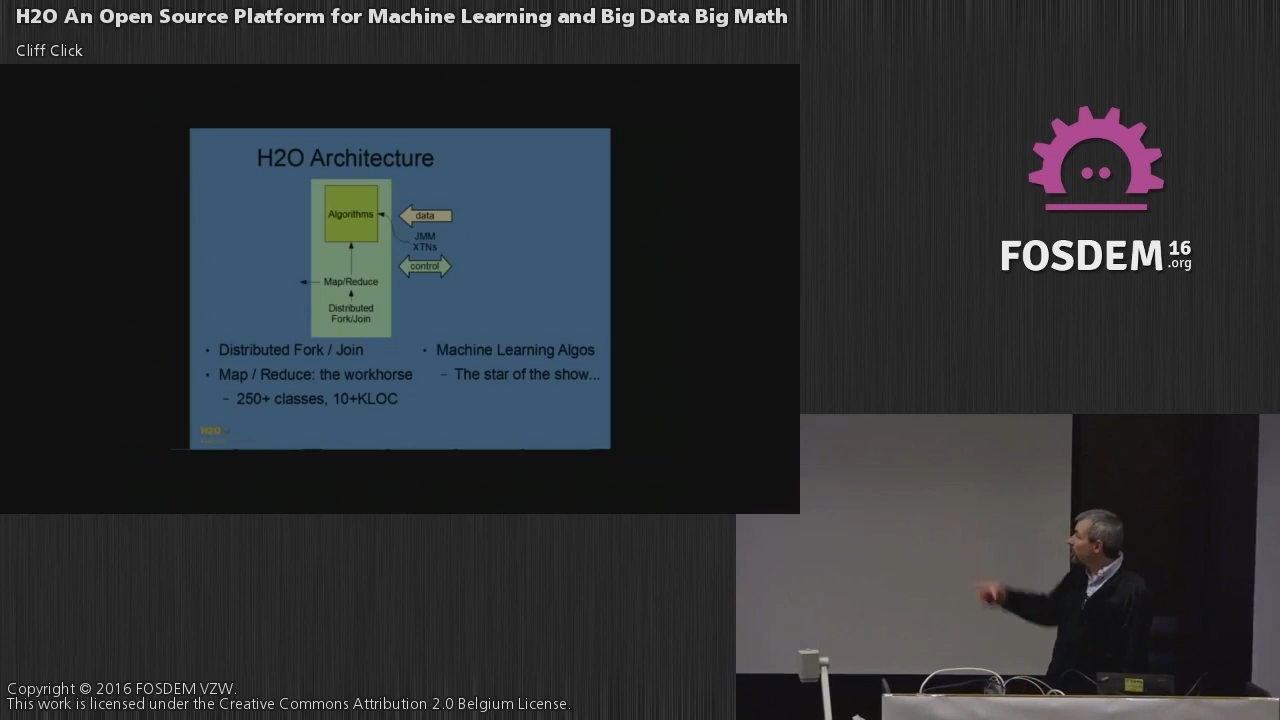 H2O An Open Source Platform for Machine Learning and Big Data Big Math
Cliff Click
H2O Architecture
Algorithms
data
JMM
XTNs
control
Map/Reduce
Distributed
Fork/Join
• Distributed Fork / Join
• Map / Reduce: the workhorse
– 250+ classes, 10+KLOC
• Machine Learning Algos
– The star of the show...
H2O
FOSDEM 16
.org
Copyright © 2016 FOSDEM VZW.
This work is licensed under the Creative Commons Attribution 2.0 Belgium License.